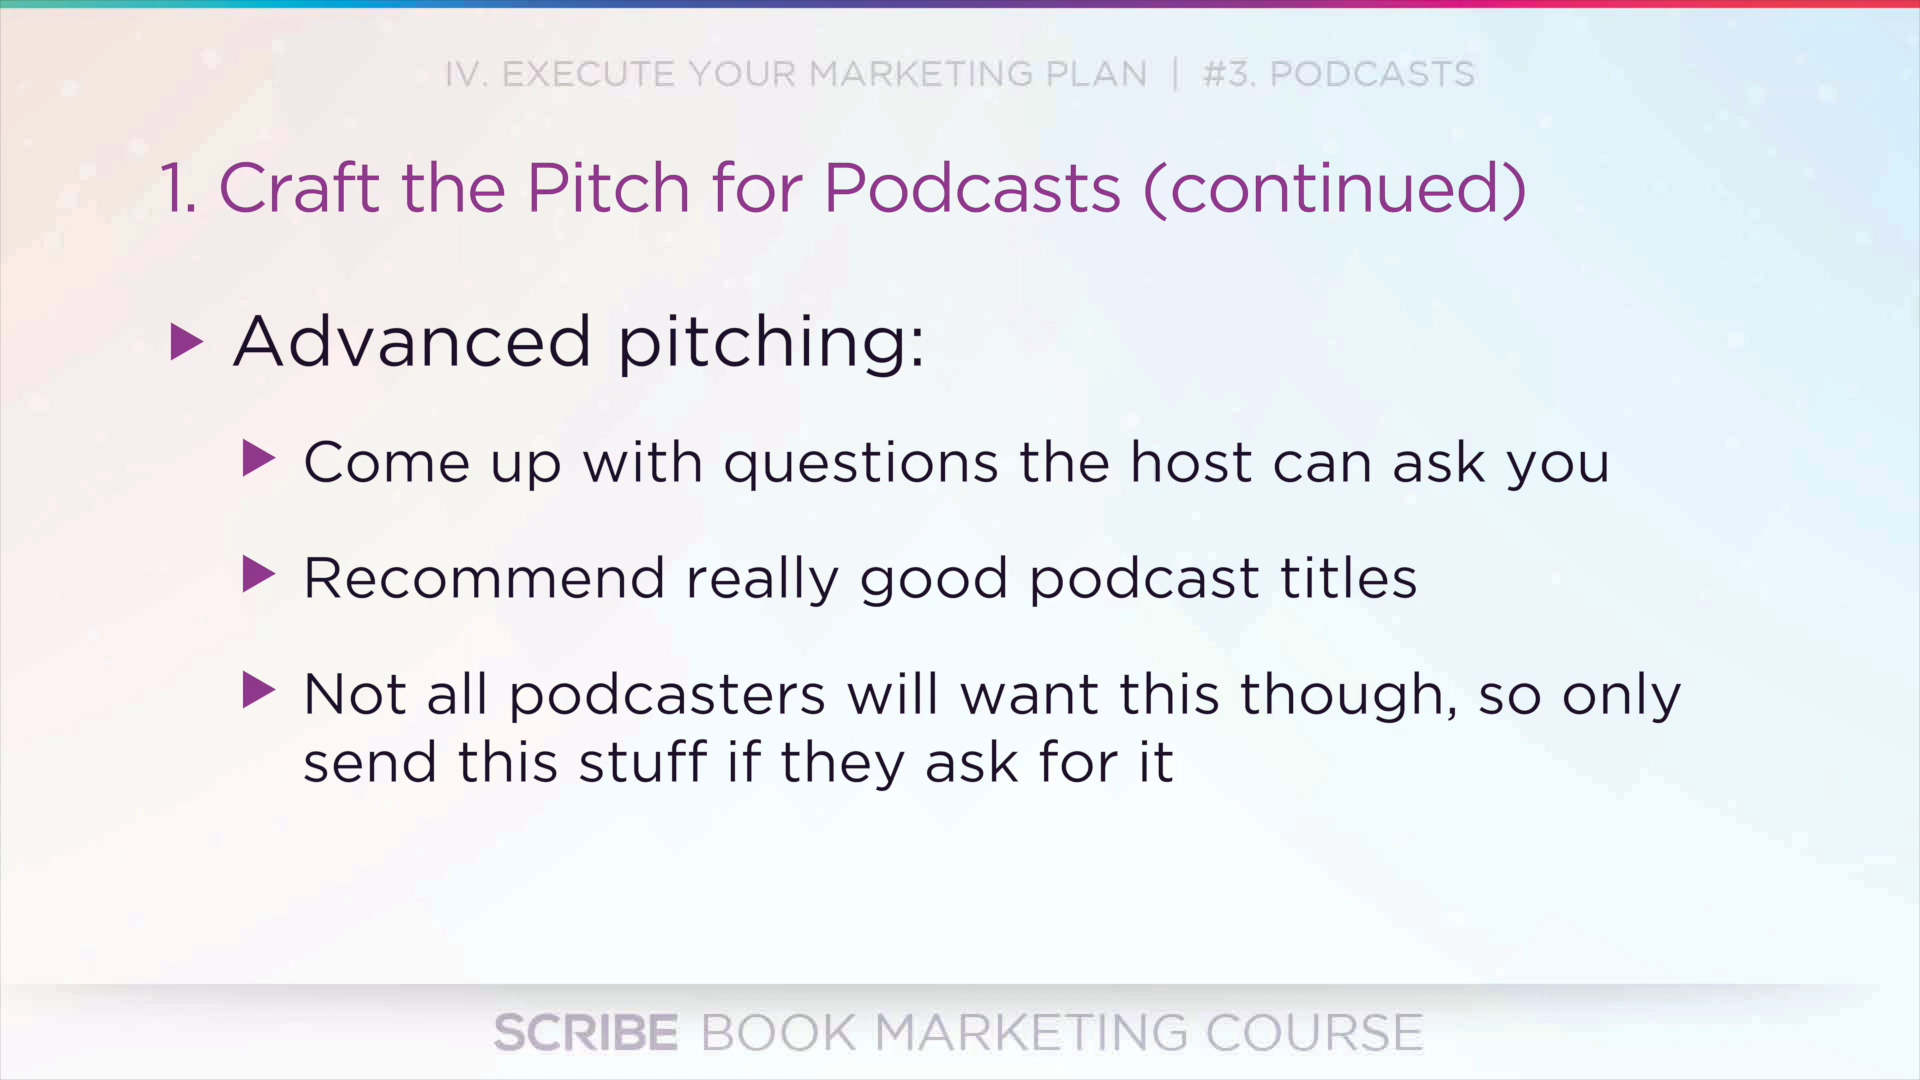 IV. EXECUTE YOUR MARKETING PLAN | #3. PODCASTS
1. Craft the Pitch for Podcasts (continued)
Advanced pitching:
Come up with questions the host can ask you
Recommend really good podcast titles
Not all podcasters will want this though, so only
send this stuff if they ask for it
SCRIBE BOOK MARKETING COURSE